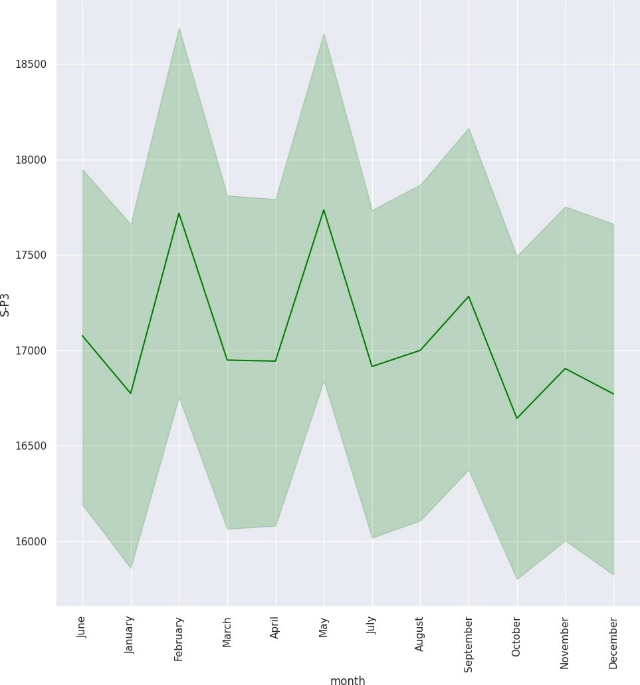 18500
18000
17500
17000
16500
16000
S-P3
June
January
February
March
April
May
July
August
September
October
November
December
month